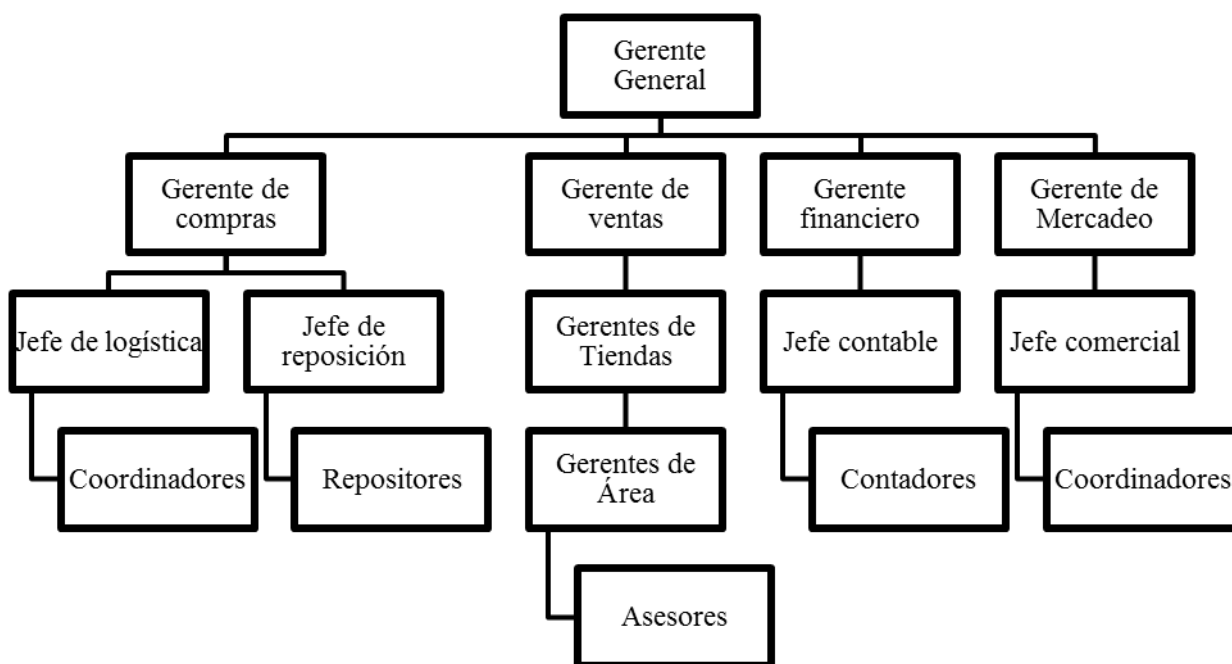 Gerente
General
Gerente de
compras
Gerente de
ventas
Gerente
financiero
Gerente de
Mercadeo
Jefe de logística
Jefe de
reposición
Gerentes de
Tiendas
Jefe contable
Jefe comercial
Coordinadores
Repositores
Gerentes de
Área
Contadores
Coordinadores
Asesores